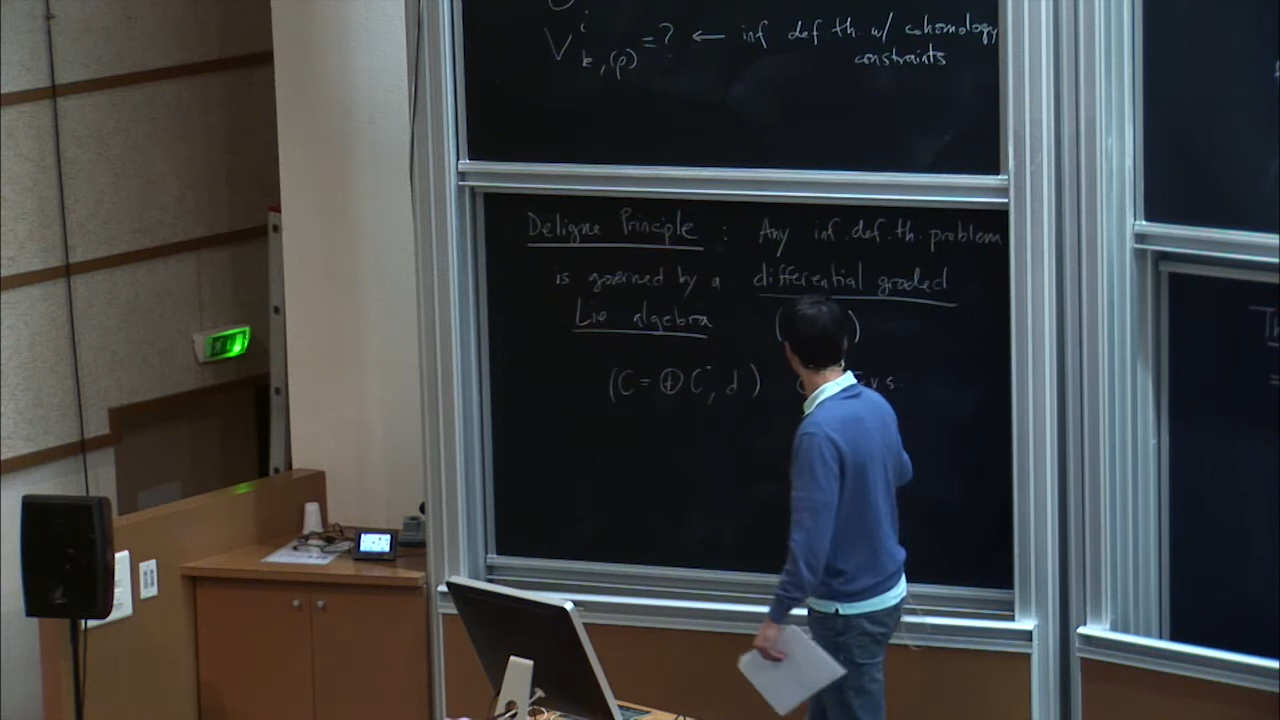 V^i_{k,(p)} = ? ← inf def th. w/ cohomology
constraints
Deligne Principle : Any inf. def. th. problem
is governed by a differential graded
Lie algebra ( )
(C = ⊕ C^i, d ) v.s.